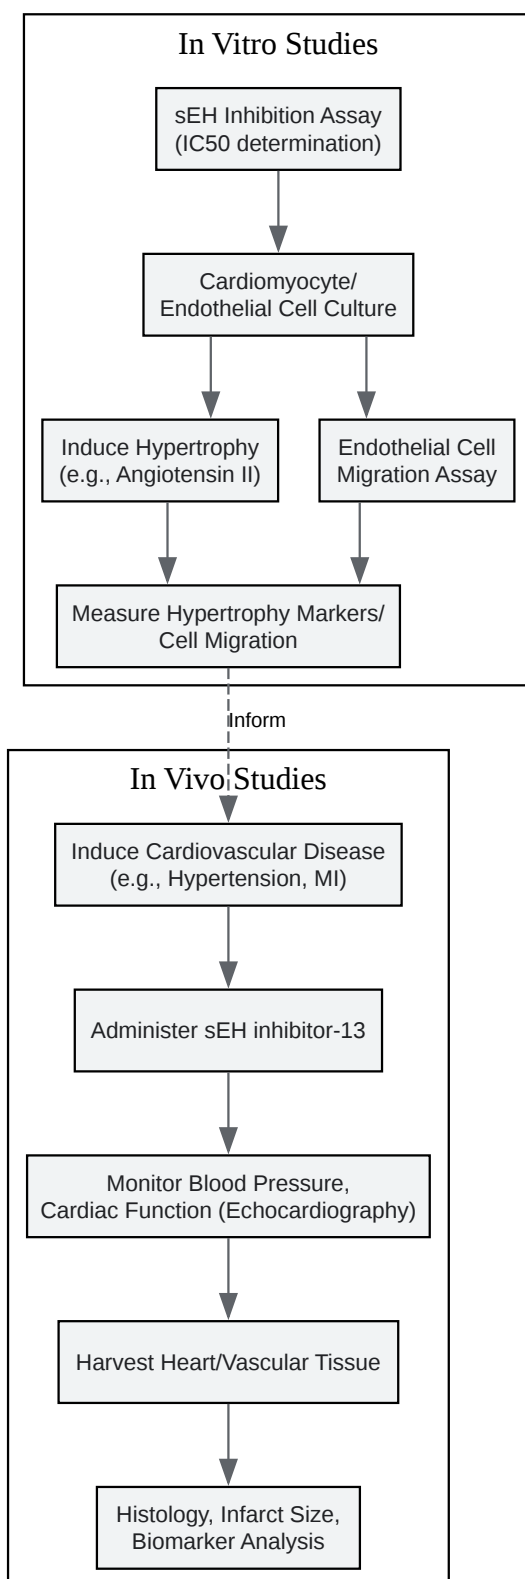 In Vitro Studies
sEH Inhibition Assay
(IC50 determination)
Cardiomyocyte/
Endothelial Cell Culture
Induce Hypertrophy
(e.g., Angiotensin II)
Endothelial Cell
Migration Assay
Measure Hypertrophy Markers/
Cell Migration
Inform
In Vivo Studies
Induce Cardiovascular Disease
(e.g., Hypertension, MI)
Administer sEH inhibitor-13
Monitor Blood Pressure,
Cardiac Function (Echocardiography)
Harvest Heart/Vascular Tissue
Histology, Infarct Size,
Biomarker Analysis